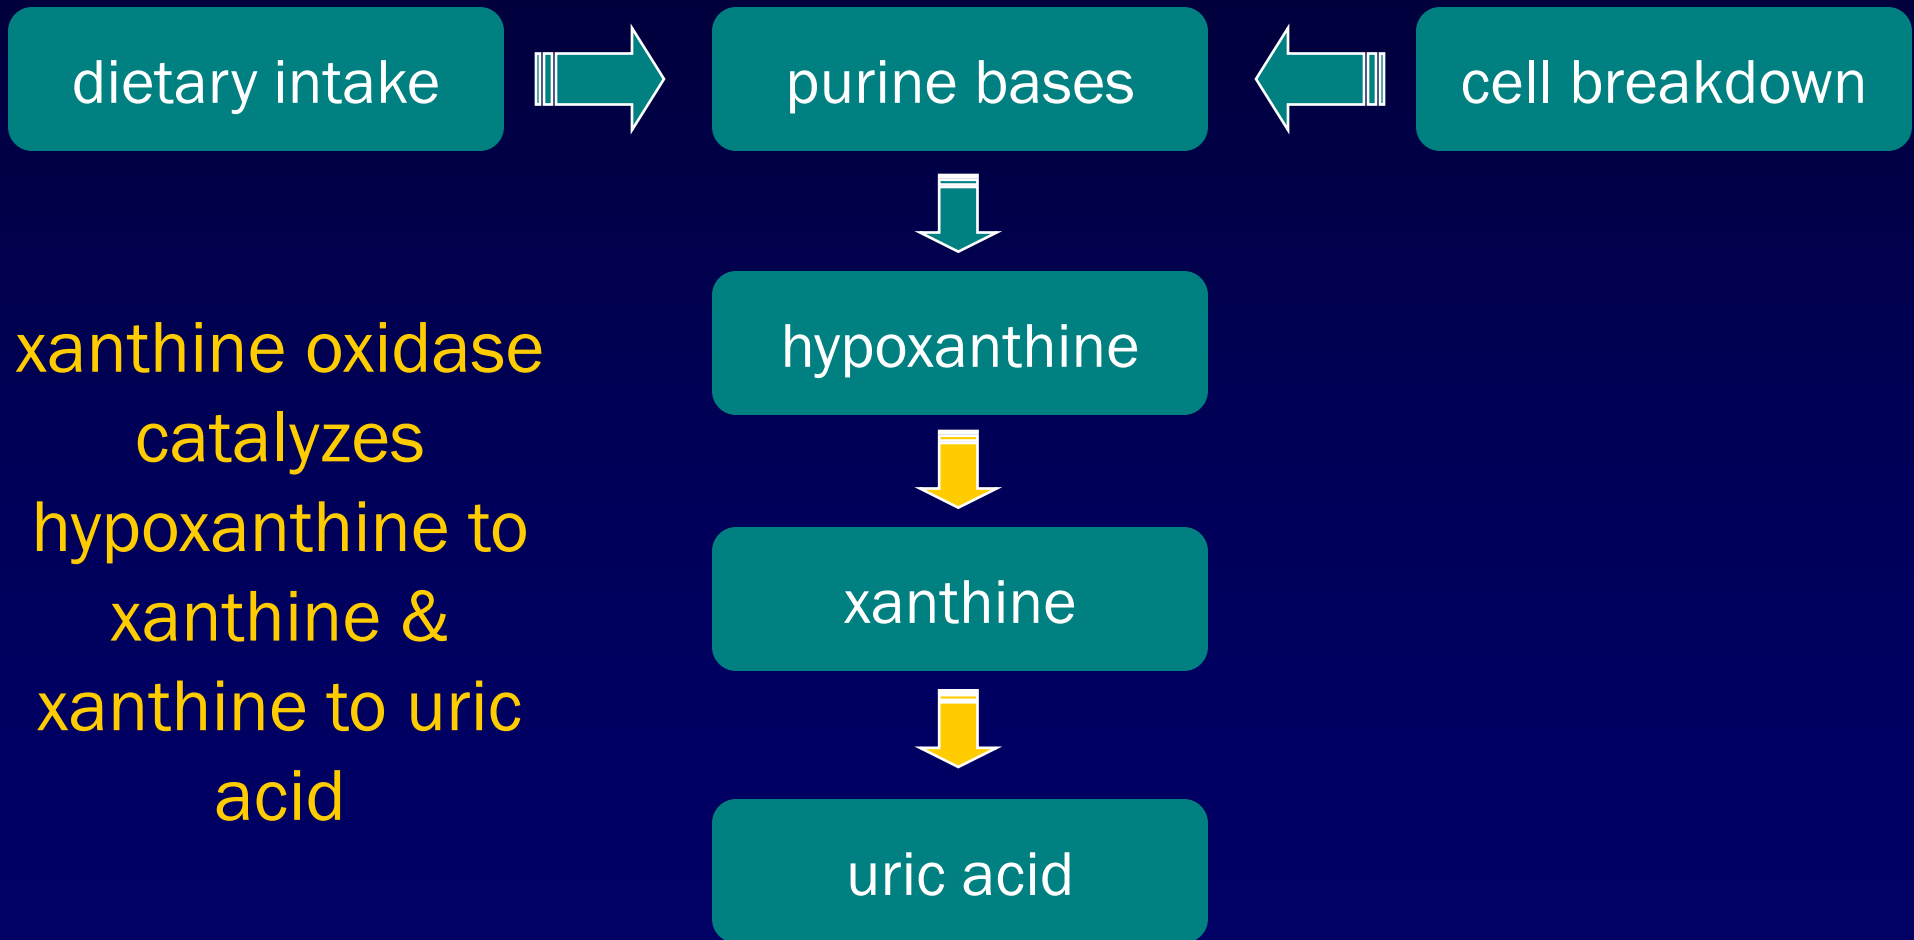 dietary intake
purine bases
cell breakdown
hypoxanthine
xanthine oxidase
catalyzes
hypoxanthine to
xanthine &
xanthine to uric
acid
xanthine
uric acid